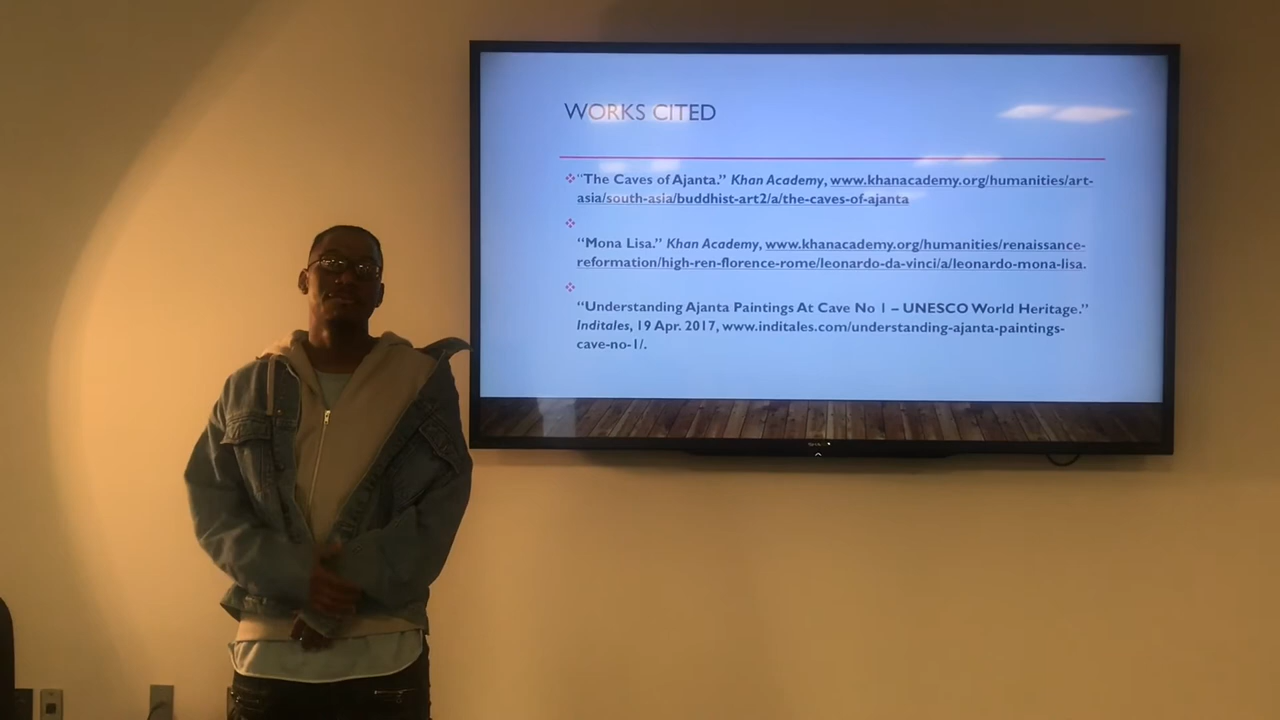 WORKS CITED
"The Caves of Ajanta." Khan Academy, www.khanacademy.org/humanities/art-
asia/south-asia/buddhist-art2/a/the-caves-of-ajanta
“Mona Lisa.” Khan Academy, www.khanacademy.org/humanities/renaissance-
reformation/high-ren-florence-rome/leonardo-da-vinci/a/leonardo-mona-lisa.
“Understanding Ajanta Paintings At Cave No 1 – UNESCO World Heritage.”
Inditales, 19 Apr. 2017, www.inditales.com/understanding-ajanta-paintings-
cave-no-1/.